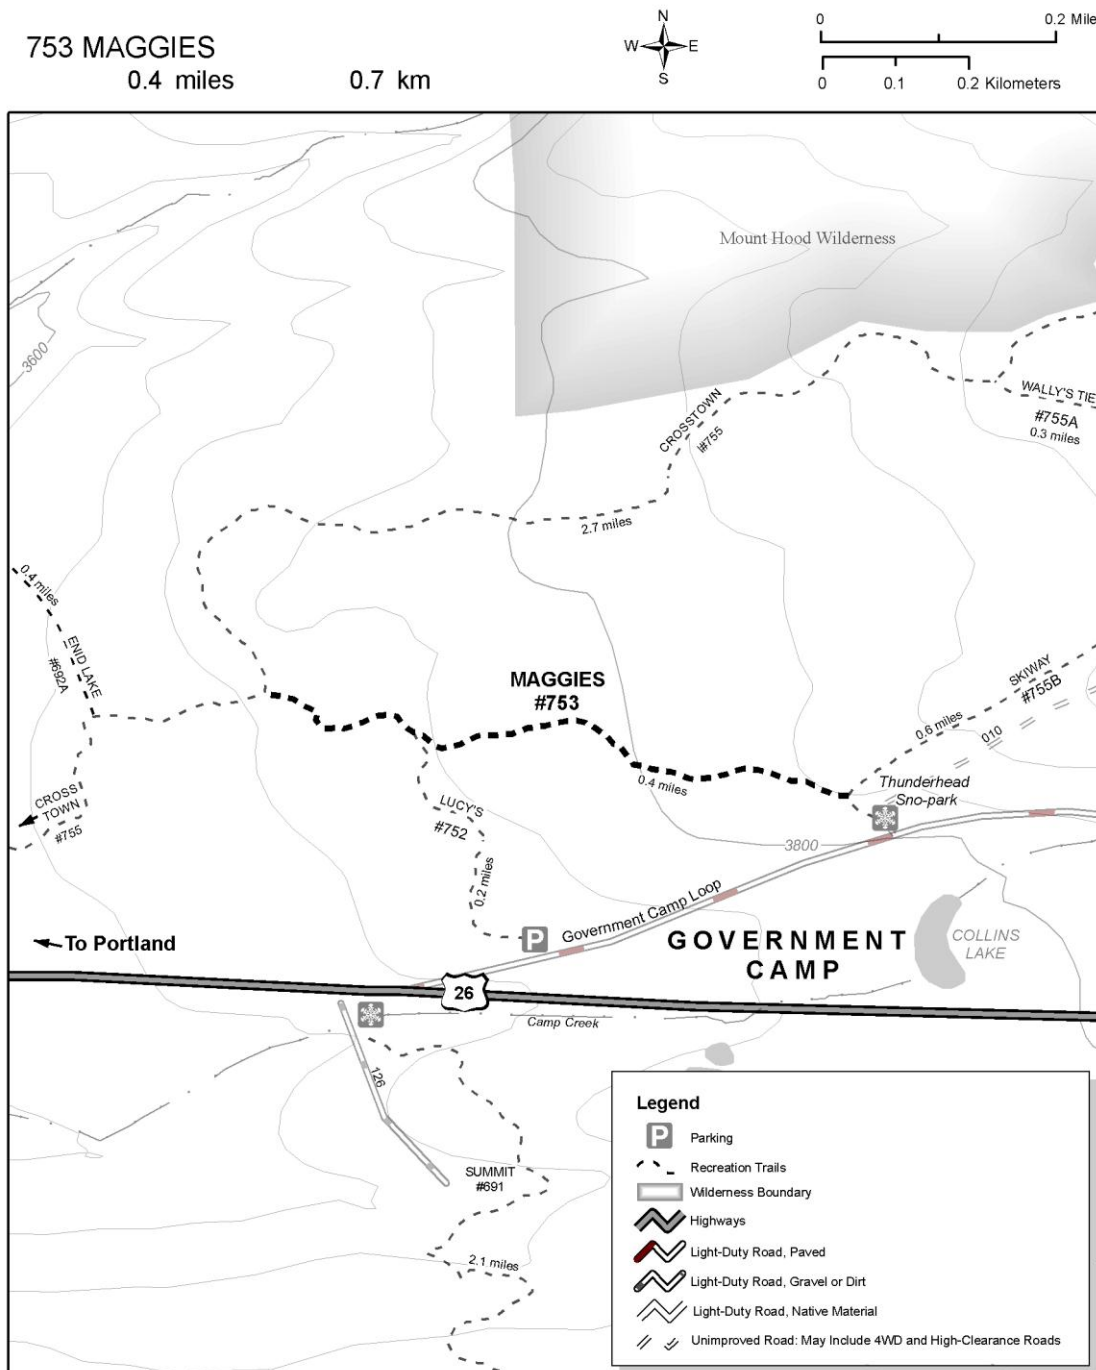 753 MAGGIES
0.4 miles 0.7 km
N
W E
S
0 0.2 Mile
0 0.1 0.2 Kilometers
Mount Hood Wilderness
3600
CROSSTOWN
I#755
WALLY'S TIE
#755A
0.3 miles
2.7 miles
0.4 miles
ENID LAKE
#692A
MAGGIES
#753
SKIWAY
#755B
0.6 miles
010
0.4 miles
Thunderhead
Sno-park
CROSS
TOWN
#755
LUCY'S
#752
0.2 miles
3800
Government Camp Loop
P
To Portland
GOVERNMENT
CAMP
COLLINS
LAKE
26
Camp Creek
126
SUMMIT
#691
2.1 miles
Legend
P Parking
Recreation Trails
Wilderness Boundary
Highways
Light-Duty Road, Paved
Light-Duty Road, Gravel or Dirt
Light-Duty Road, Native Material
Unimproved Road: May Include 4WD and High-Clearance Roads